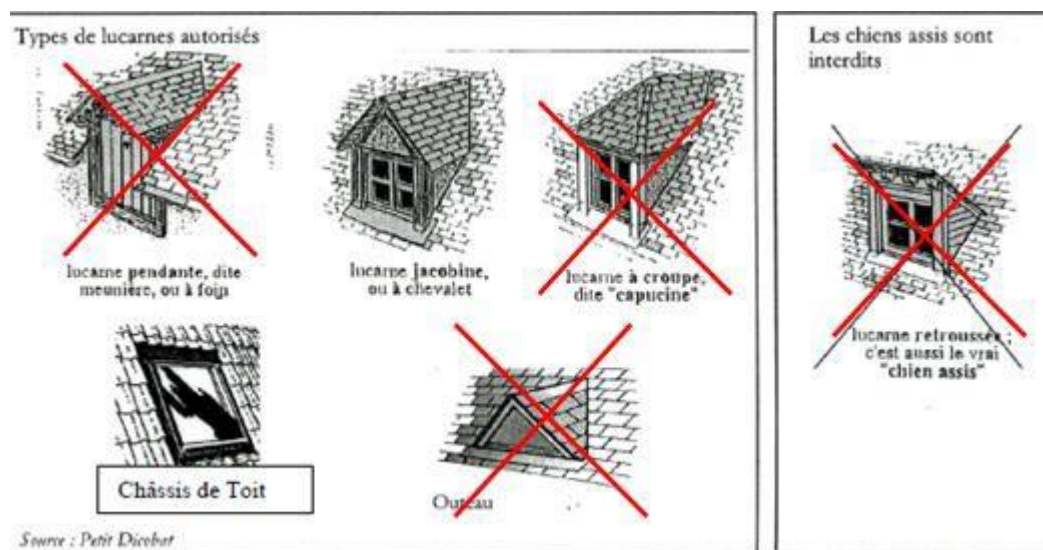 Types de lucarnes autorisés
lucarne pendante, dite
meunière, ou à foin
lucarne jacobine,
ou à chevalet
lucarne à croupe,
dite "capucine"
Châssis de Toit
Outeau
Source : Petit Dicobat
Les chiens assis sont
interdits
lucarne retroussée ;
c'est aussi le vrai
"chien assis"